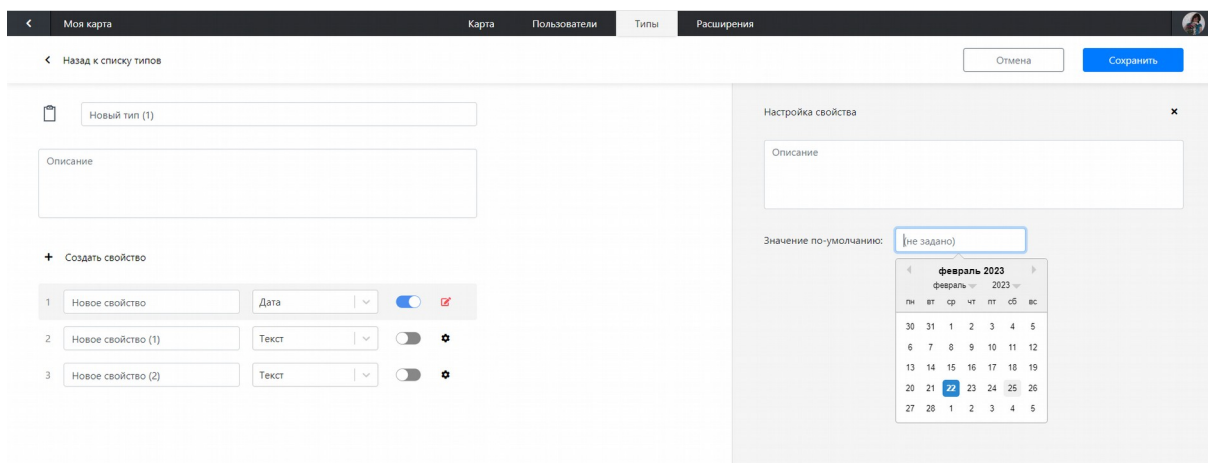 Моя карта Карта Пользователи Типы Расширения
Назад к списку типов Отмена Сохранить
Новый тип (1)
Описание
+ Создать свойство
1 Новое свойство Дата
2 Новое свойство (1) Текст
3 Новое свойство (2) Текст
Настройка свойства
Описание
Значение по-умолчанию: (не задано)
февраль 2023
февраль 2023
пн вт ср чт пт сб вс
30 31 1 2 3 4 5
6 7 8 9 10 11 12
13 14 15 16 17 18 19
20 21 22 23 24 25 26
27 28 1 2 3 4 5